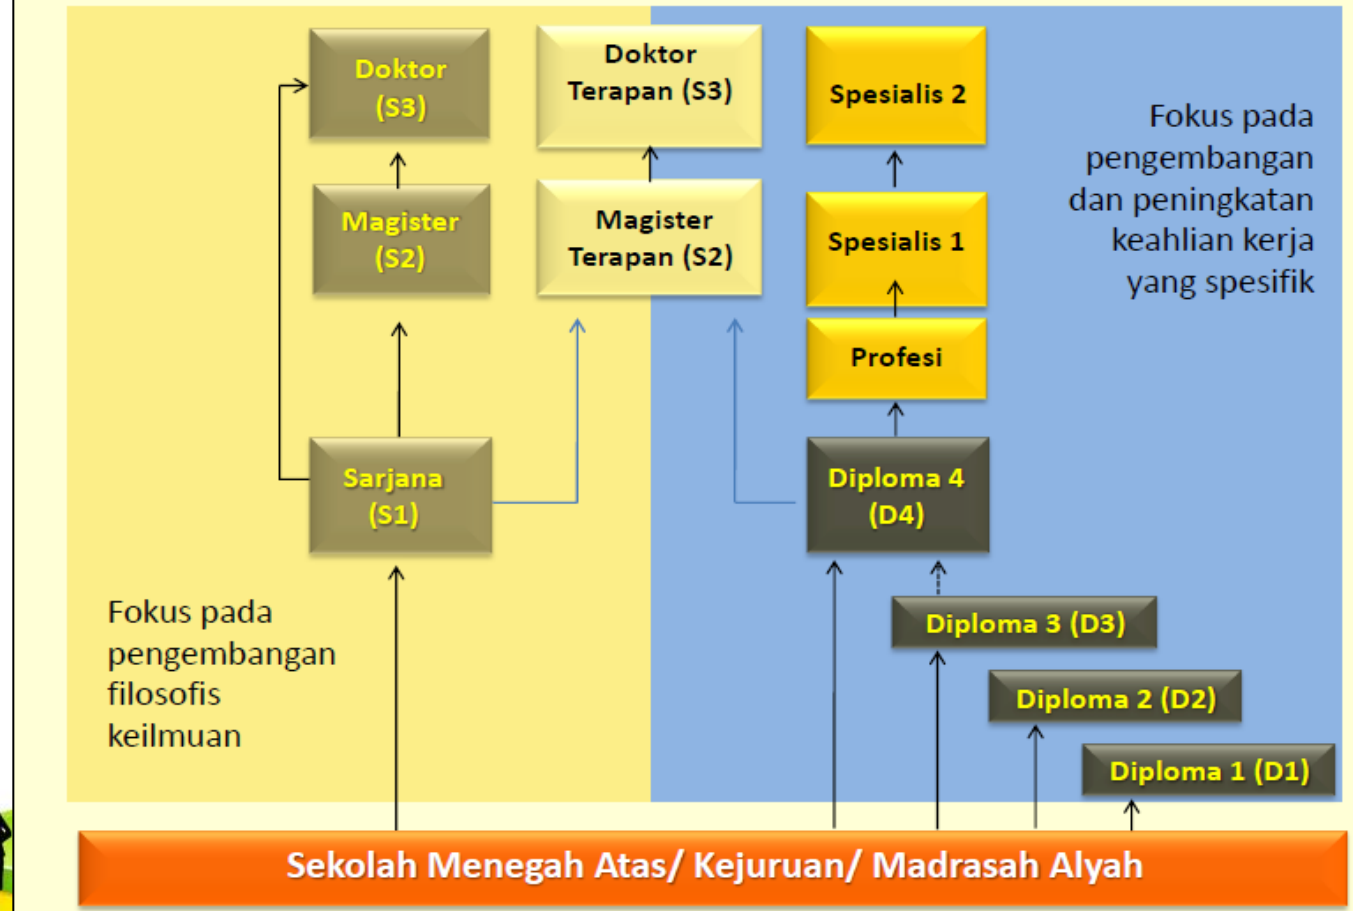 Doktor
(S3)
Doktor
Terapan (S3)
Spesialis 2
Fokus pada
pengembangan
dan peningkatan
keahlian kerja
yang spesifik
Magister
(S2)
Magister
Terapan (S2)
Spesialis 1
Profesi
Sarjana
(S1)
Diploma 4
(D4)
Fokus pada
pengembangan
filosofis
keilmuan
Diploma 3 (D3)
Diploma 2 (D2)
Diploma 1 (D1)
Sekolah Menegah Atas/ Kejuruan/ Madrasah Alyah